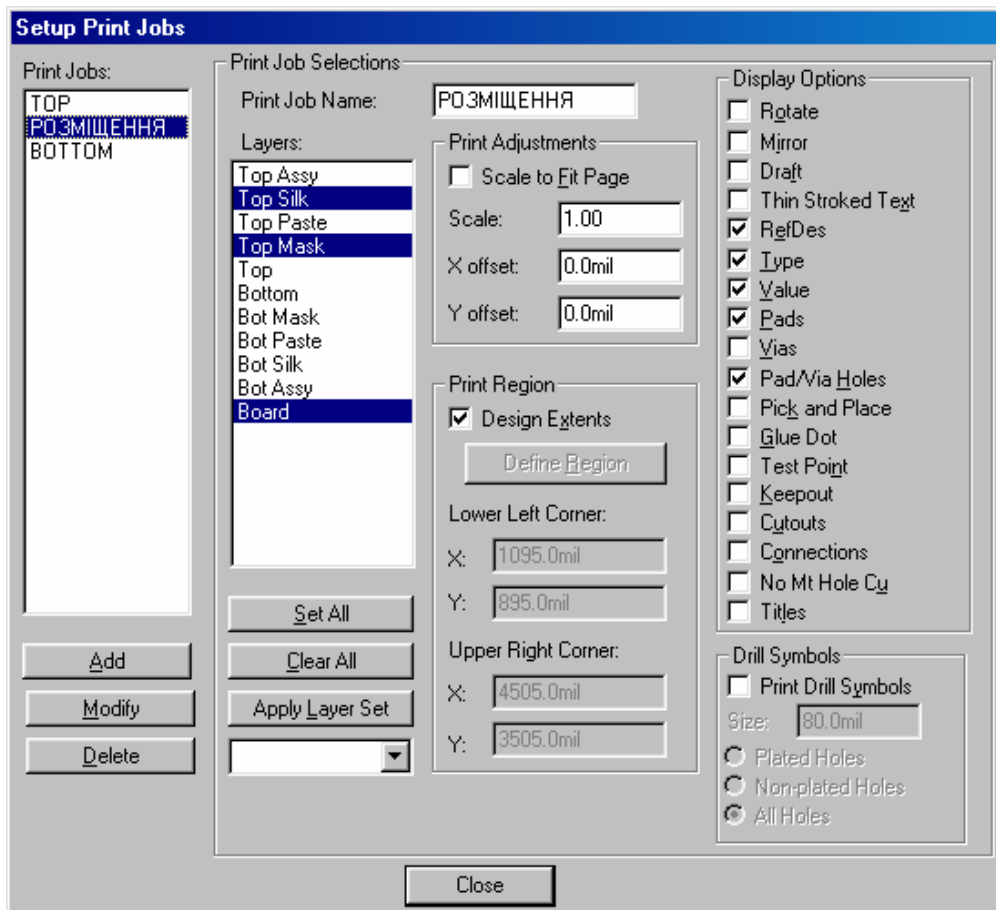 Setup Print Jobs
Print Jobs:
TOP
РОЗМІЩЕННЯ
BOTTOM
Add
Modify
Delete
Print Job Selections
Print Job Name:
РОЗМІЩЕННЯ
Layers:
Top Assy
Top Silk
Top Paste
Top Mask
Top
Bottom
Bot Mask
Bot Paste
Bot Silk
Bot Assy
Board
Set All
Clear All
Apply Layer Set
Print Adjustments
Scale to Fit Page
Scale: 1.00
X offset: 0.0mil
Y offset: 0.0mil
Print Region
Design Extents
Define Region
Lower Left Corner:
X: 1095.0mil
Y: 895.0mil
Upper Right Corner:
X: 4505.0mil
Y: 3505.0mil
Display Options
Rotate
Mirror
Draft
Thin Stroked Text
RefDes
Type
Value
Pads
Vias
Pad/Via Holes
Pick and Place
Glue Dot
Test Point
Keepout
Cutouts
Connections
No Mt Hole Cu
Titles
Drill Symbols
Print Drill Symbols
Size: 80.0mil
Plated Holes
Non-plated Holes
All Holes
Close